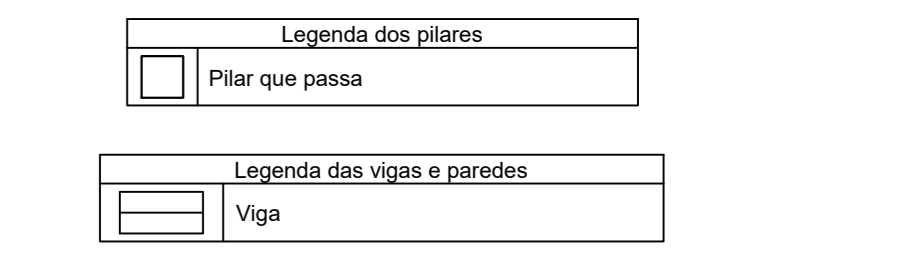 Legenda dos pilares
Pilar que passa
Legenda das vigas e paredes
Viga